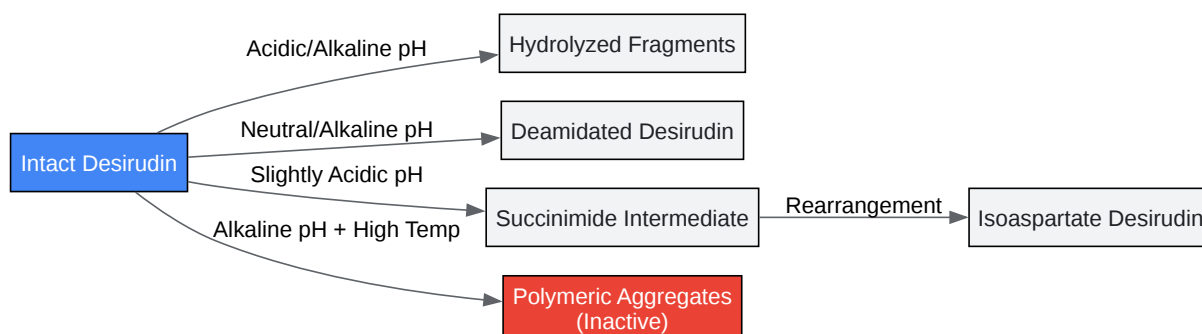 Acidic/Alkaline pH
Hydrolyzed Fragments
Neutral/Alkaline pH
Deamidated Desirudin
Intact Desirudin
Slightly Acidic pH
Succinimide Intermediate
Rearrangement
Isoaspartate Desirudin
Alkaline pH + High Temp
Polymeric Aggregates
(Inactive)